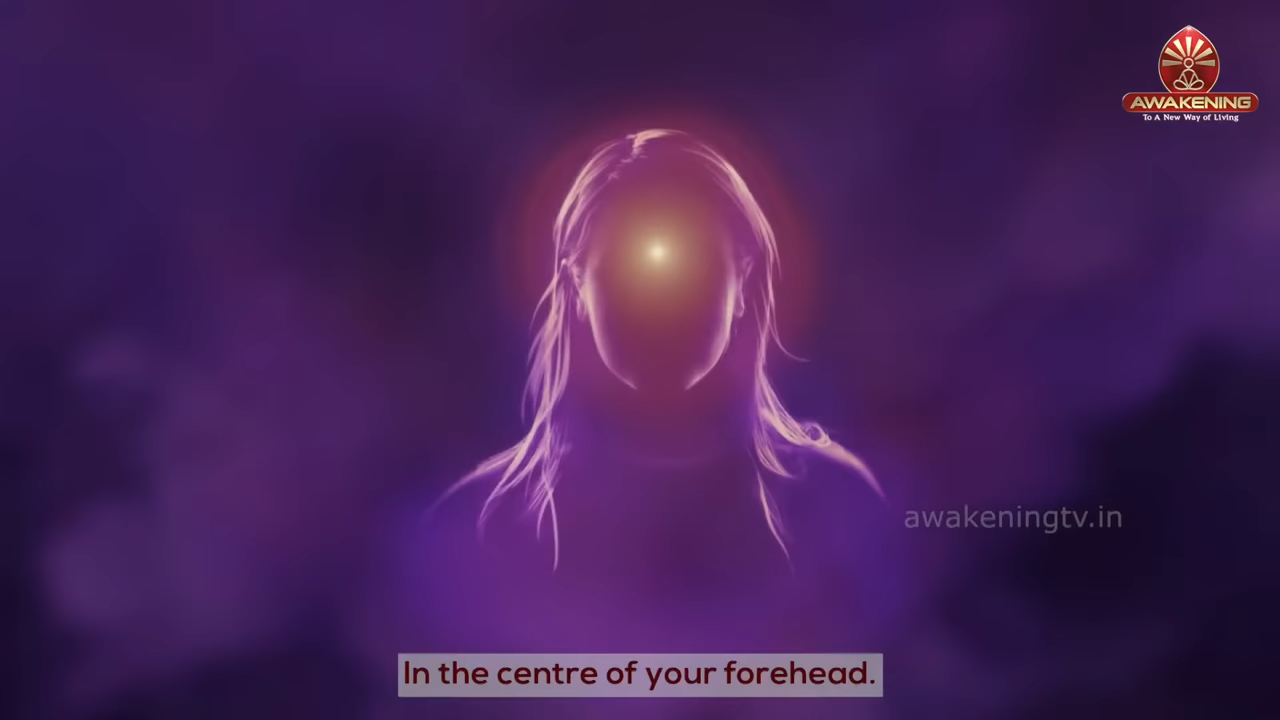 AWAKENING
To A New Way of Living
awakeningtv.in
In the centre of your forehead.